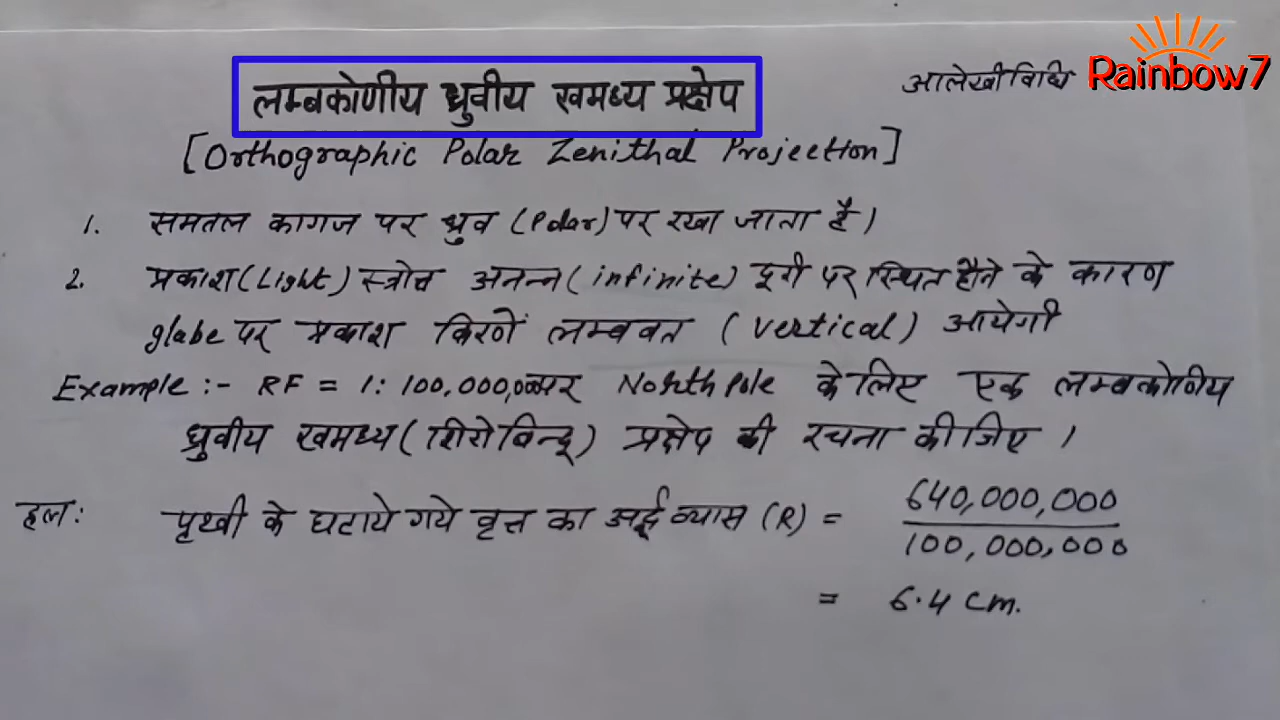 Rainbow7
आलेखी विधि
लम्बकोणीय ध्रुवीय खमध्य प्रक्षेप
[Orthographic Polar Zenithal Projection]
1. समतल कागज पर ध्रुव (Polar) पर रखा जाता है।
2. प्रकाश (Light) स्त्रोत अनन्त (infinite) दूरी पर स्थित होने के कारण
glabe पर प्रकाश किरणें लम्बवत (vertical) आयेगी
Example :- RF = 1: 100,000,000 पर North Pole के लिए एक लम्बकोणिय
ध्रुवीय खमध्य (शिरोविन्दू) प्रक्षेप की रचना कीजिए ।
हल: पृथ्वी के घटाये गये वृत्त का अर्द्ध व्यास (R) = 640,000,000
100,000,000
= 6.4 cm.